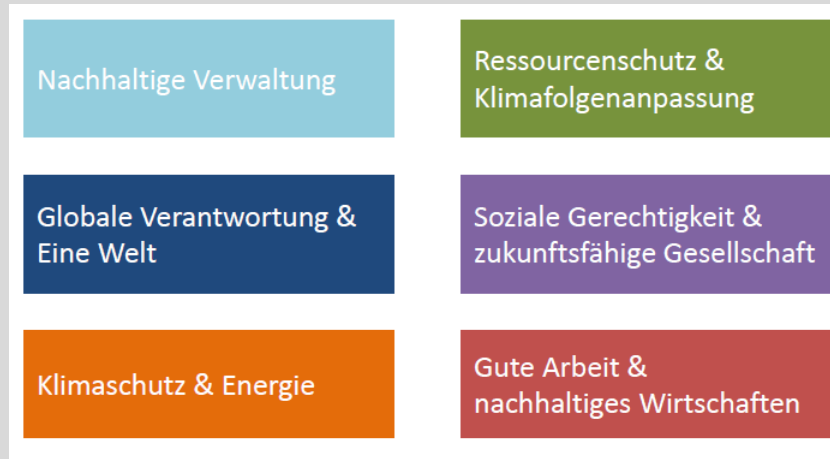 Nachhaltige Verwaltung
Ressourcenschutz &
Klimafolgenanpassung
Globale Verantwortung &
Eine Welt
Soziale Gerechtigkeit &
zukunftsfähige Gesellschaft
Klimaschutz & Energie
Gute Arbeit &
nachhaltiges Wirtschaften